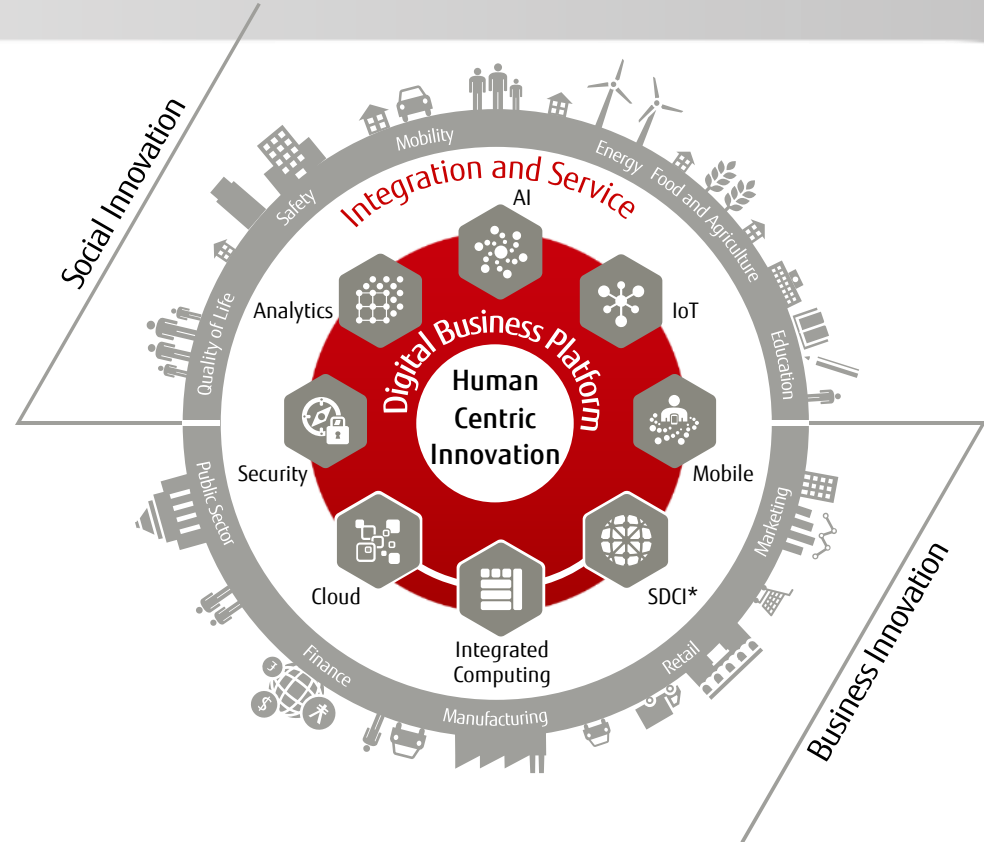 Social Innovation
Mobility
Energy
Food and Agriculture
Safety
Education
Quality of Life
Integration and Service
AI
Analytics
IoT
Digital Business Platform
Human
Centric
Innovation
Security
Mobile
Cloud
SDCI*
Integrated
Computing
Public Sector
Marketing
Finance
Retail
Manufacturing
Business Innovation
$